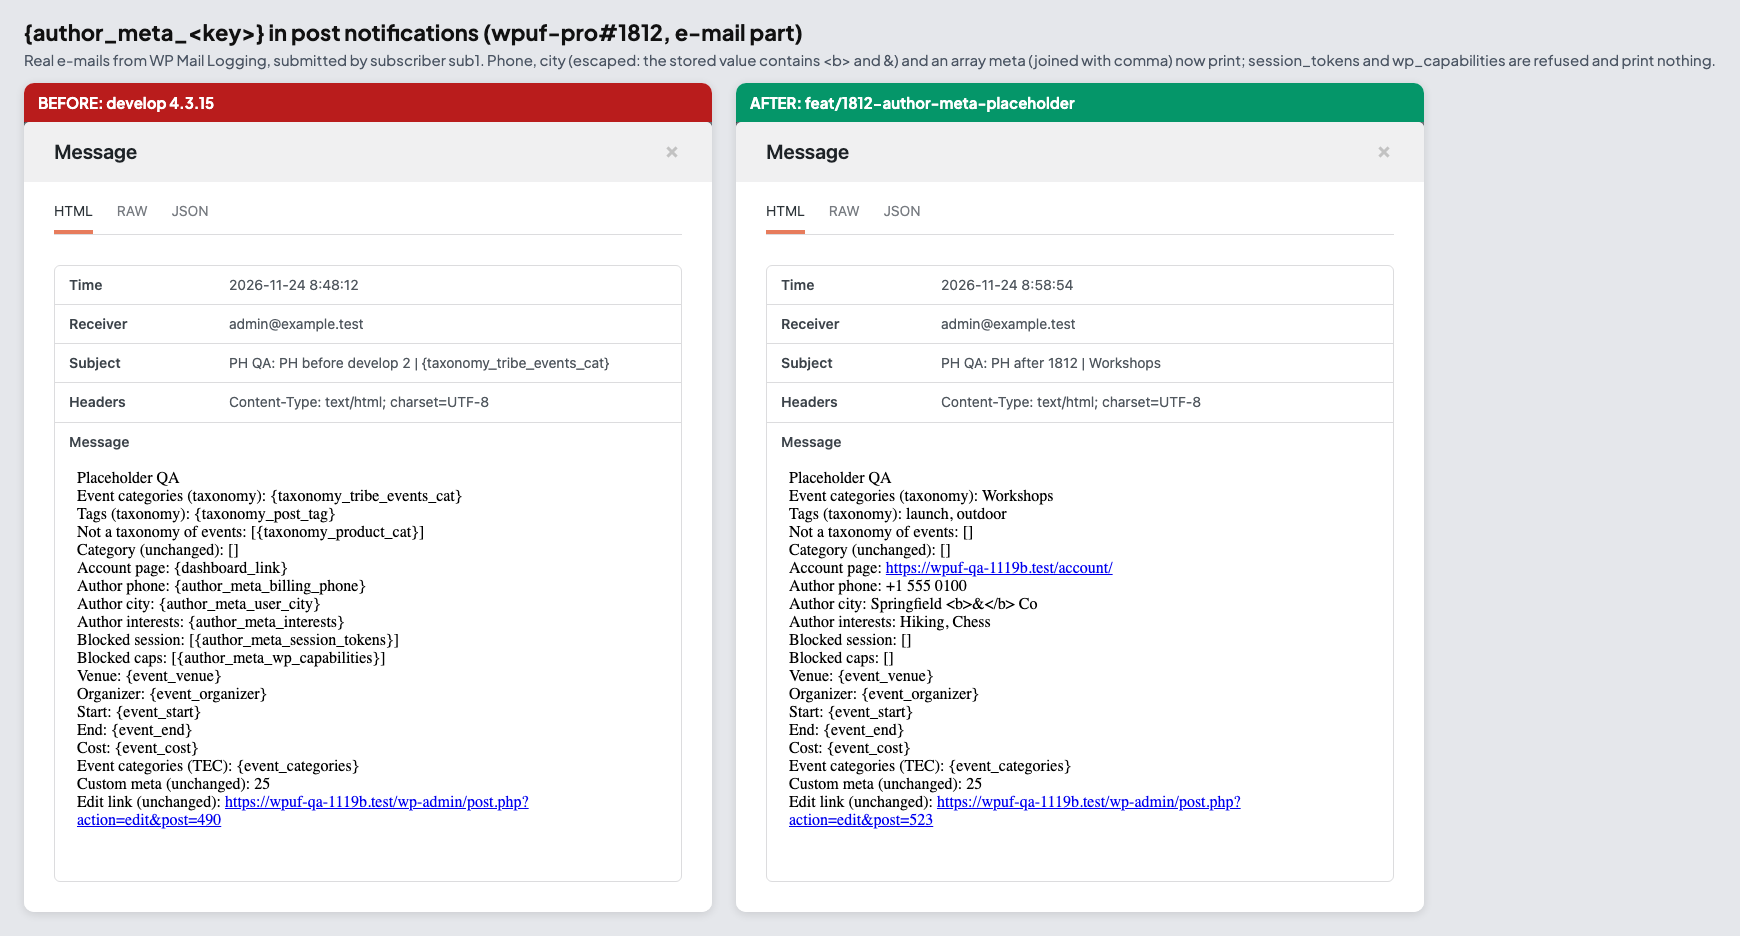 {author_meta_<key>} in post notifications (wpuf-pro#1812, e-mail part)
Real e-mails from WP Mail Logging, submitted by subscriber sub1. Phone, city (escaped: the stored value contains <b> and &) and an array meta (joined with comma) now print; session_tokens and wp_capabilities are refused and print nothing.
BEFORE: develop 4.3.15
Message ×
HTML RAW JSON
Time 2026-11-24 8:48:12
Receiver admin@example.test
Subject PH QA: PH before develop 2 | {taxonomy_tribe_events_cat}
Headers Content-Type: text/html; charset=UTF-8
Message
Placeholder QA
Event categories (taxonomy): {taxonomy_tribe_events_cat}
Tags (taxonomy): {taxonomy_post_tag}
Not a taxonomy of events: [{taxonomy_product_cat}]
Category (unchanged): []
Account page: {dashboard_link}
Author phone: {author_meta_billing_phone}
Author city: {author_meta_user_city}
Author interests: {author_meta_interests}
Blocked session: [{author_meta_session_tokens}]
Blocked caps: [{author_meta_wp_capabilities}]
Venue: {event_venue}
Organizer: {event_organizer}
Start: {event_start}
End: {event_end}
Cost: {event_cost}
Event categories (TEC): {event_categories}
Custom meta (unchanged): 25
Edit link (unchanged): https://wpuf-qa-1119b.test/wp-admin/post.php?
action=edit&post=490
AFTER: feat/1812-author-meta-placeholder
Message ×
HTML RAW JSON
Time 2026-11-24 8:58:54
Receiver admin@example.test
Subject PH QA: PH after 1812 | Workshops
Headers Content-Type: text/html; charset=UTF-8
Message
Placeholder QA
Event categories (taxonomy): Workshops
Tags (taxonomy): launch, outdoor
Not a taxonomy of events: []
Category (unchanged): []
Account page: https://wpuf-qa-1119b.test/account/
Author phone: +1 555 0100
Author city: Springfield <b>&</b> Co
Author interests: Hiking, Chess
Blocked session: []
Blocked caps: []
Venue: {event_venue}
Organizer: {event_organizer}
Start: {event_start}
End: {event_end}
Cost: {event_cost}
Event categories (TEC): {event_categories}
Custom meta (unchanged): 25
Edit link (unchanged): https://wpuf-qa-1119b.test/wp-admin/post.php?
action=edit&post=523